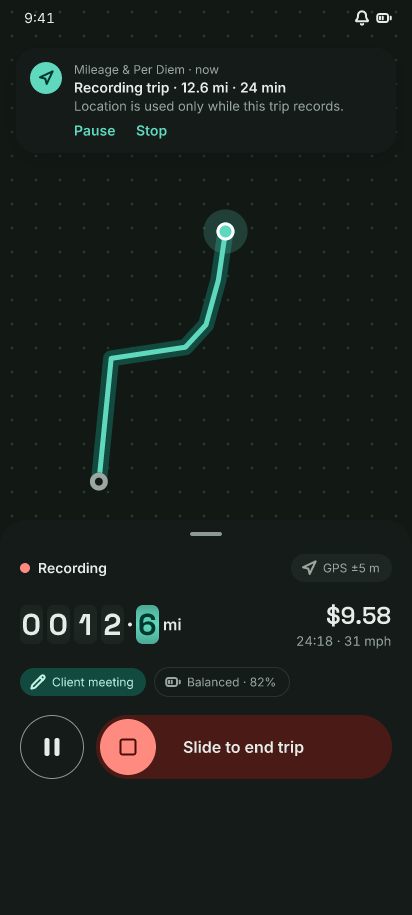 9:41
Mileage & Per Diem · now
Recording trip · 12.6 mi · 24 min
Location is used only while this trip records.
Pause Stop
Recording
GPS ±5 m
0012.6 mi
$9.58
24:18 · 31 mph
Client meeting
Balanced · 82%
Slide to end trip